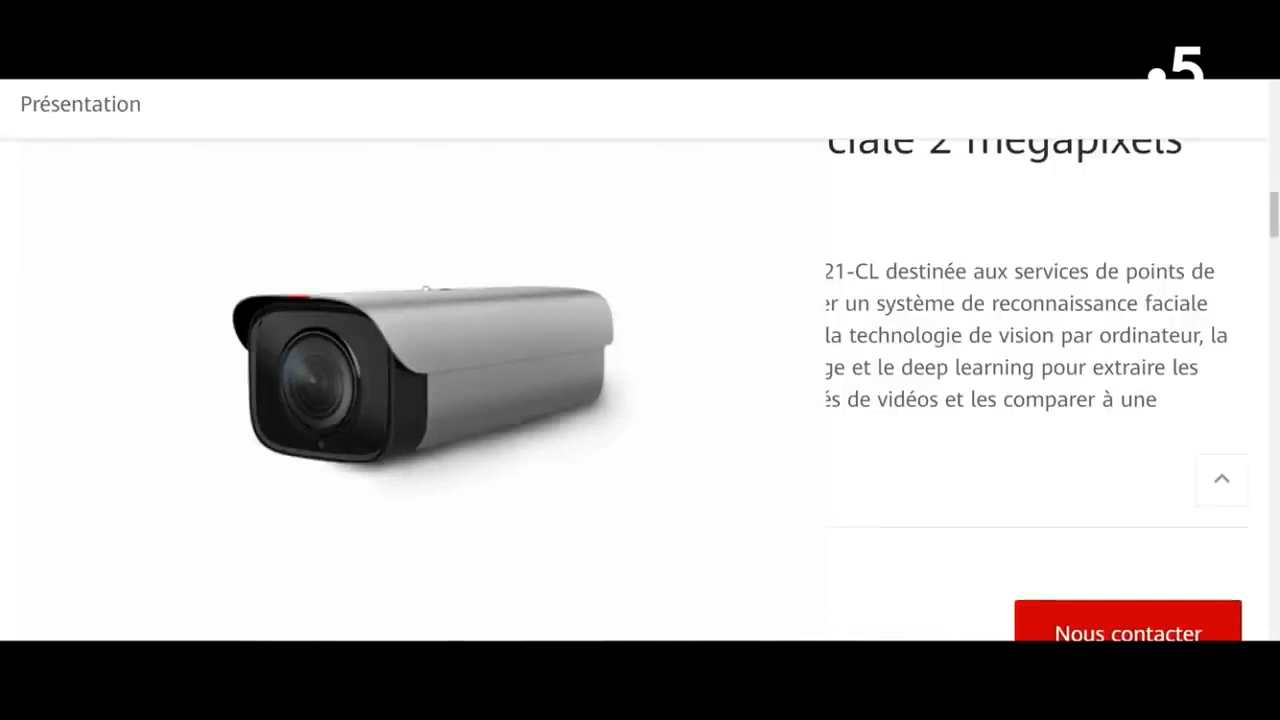 5
Présentation
ciale 2 mégapixels
21-CL destinée aux services de points de
er un système de reconnaissance faciale
la technologie de vision par ordinateur, la
ge et le deep learning pour extraire les
és de vidéos et les comparer à une
Nous contacter